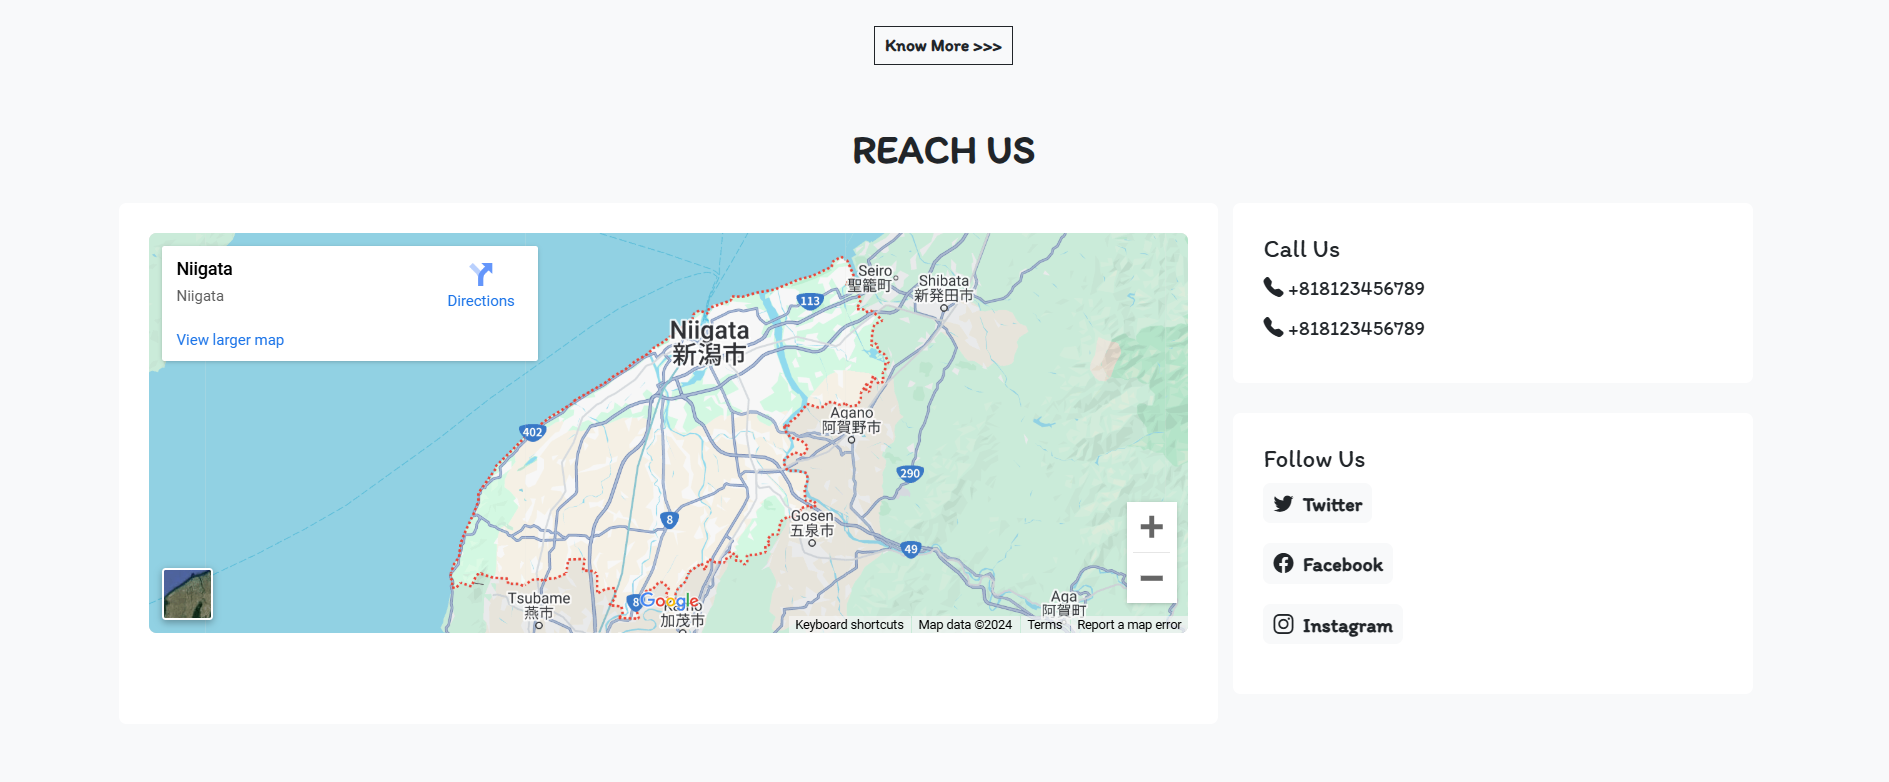 Know More >>>
REACH US
Niigata
Niigata
Directions
View larger map
Seiro
聖籠町
Shibata
新発田市
113
Niigata
新潟市
402
Agano
阿賀野市
290
8
Gosen
五泉市
49
Tsubame
燕市
8
Google
Kamo
加茂市
Aga
阿賀町
Keyboard shortcuts
Map data ©2024
Terms
Report a map error
Call Us
+818123456789
+818123456789
Follow Us
Twitter
Facebook
Instagram